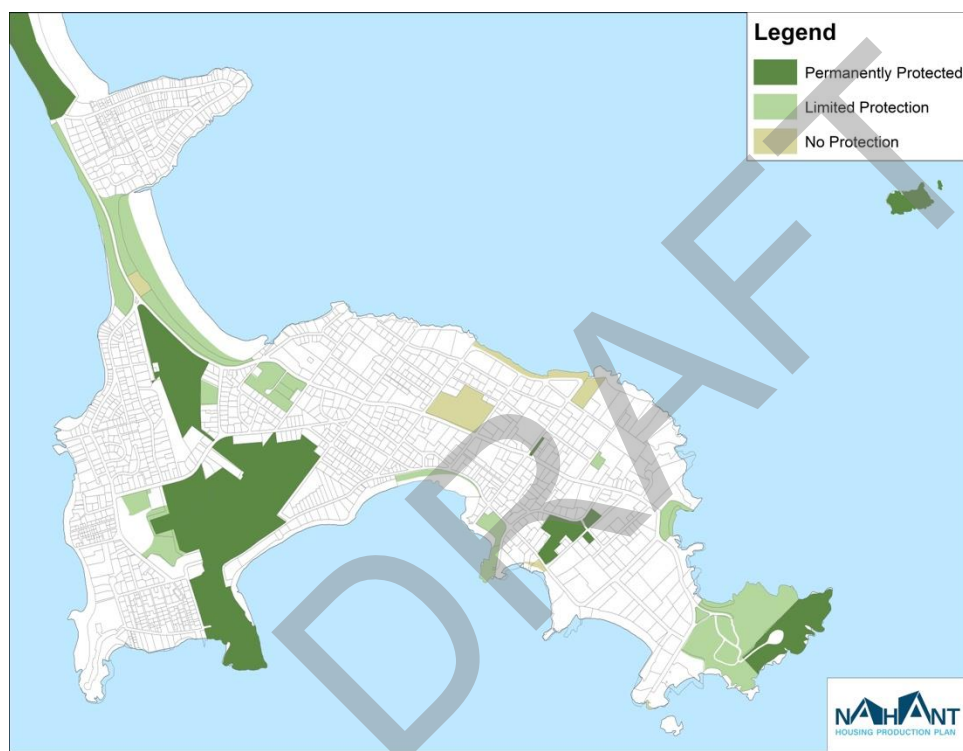 Legend
Permanently Protected
Limited Protection
No Protection
DRAFT
NAHANT
HOUSING PRODUCTION PLAN